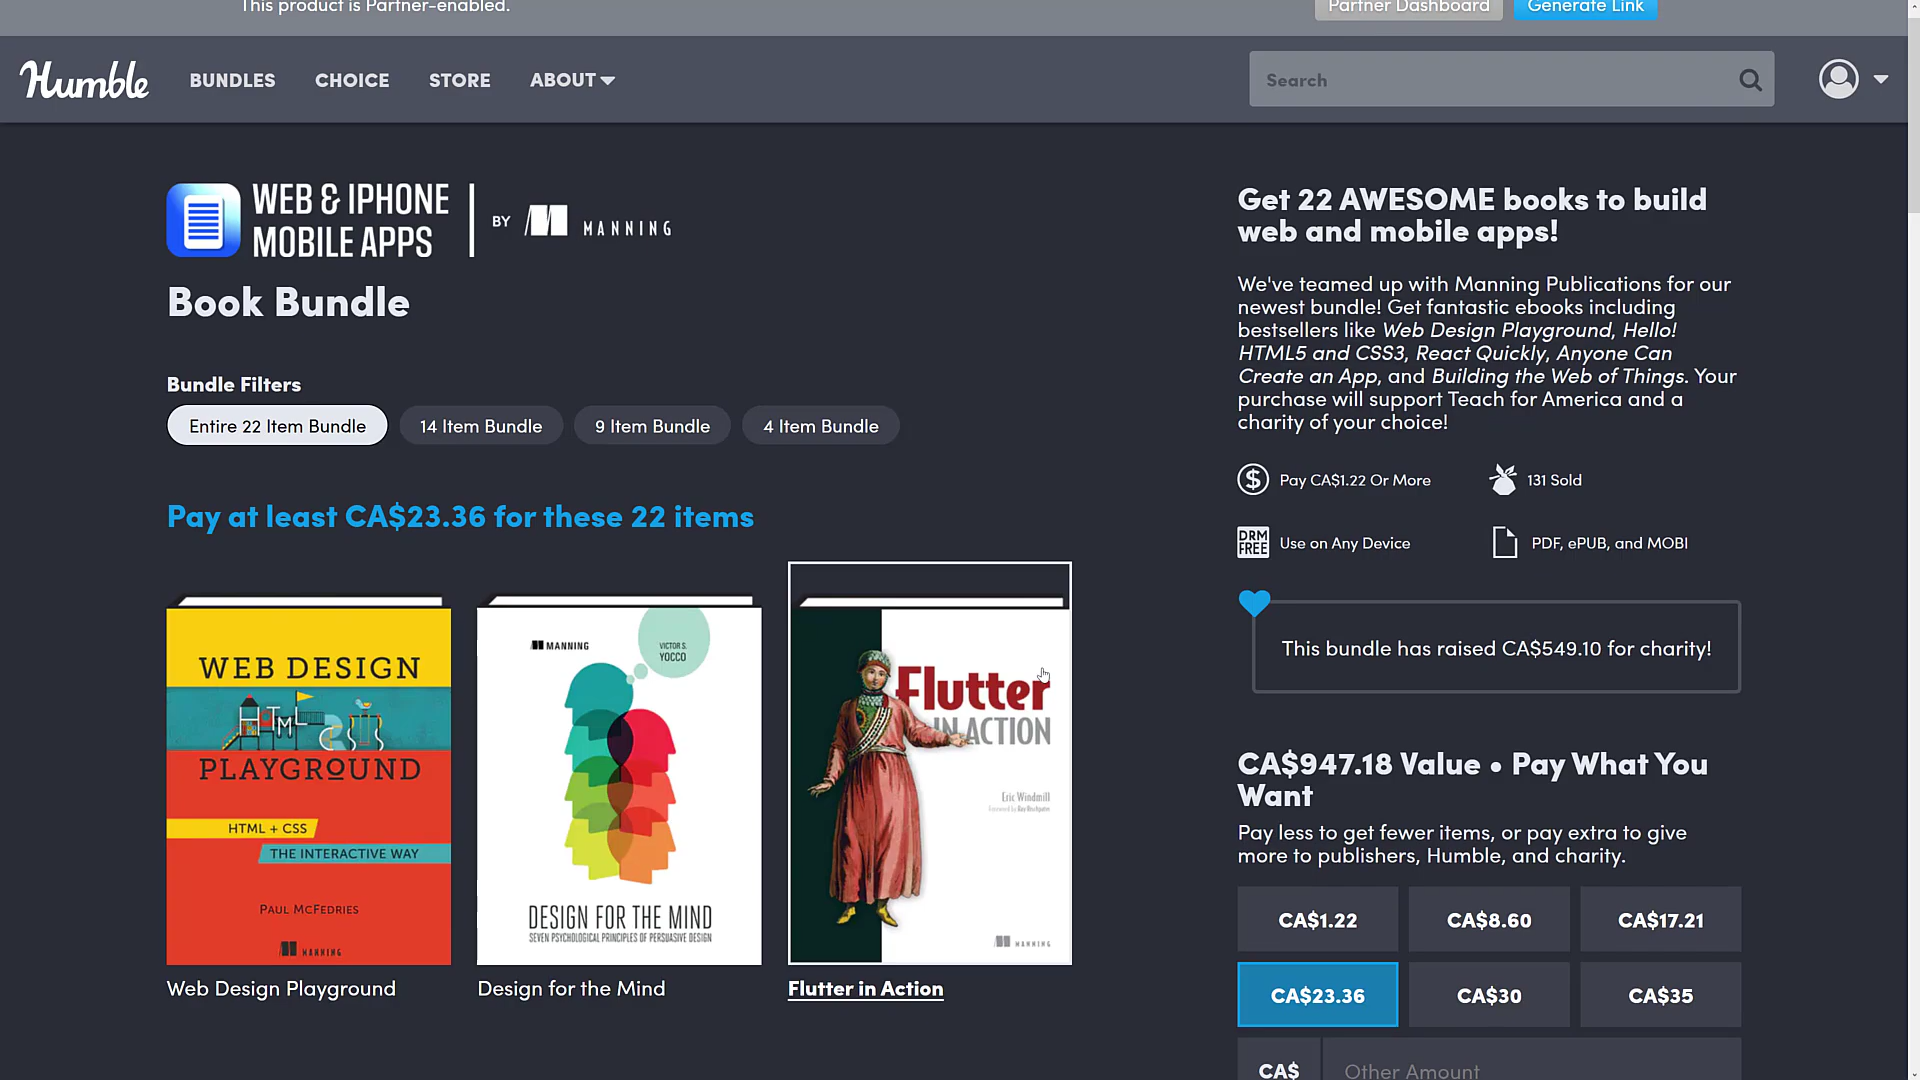 This product is Partner-enabled.
Partner Dashboard
Generate Link
Humble
BUNDLES
CHOICE
STORE
ABOUT
Search
WEB & IPHONE
MOBILE APPS
BY
MANNING
Book Bundle
Bundle Filters
Entire 22 Item Bundle
14 Item Bundle
9 Item Bundle
4 Item Bundle
Pay at least CA$23.36 for these 22 items
WEB DESIGN
HTML
CSS
PLAYGROUND
HTML + CSS
THE INTERACTIVE WAY
PAUL MCFEDRIES
MANNING
Web Design Playground
MANNING
VICTOR S.
YOCCO
DESIGN FOR THE MIND
SEVEN PSYCHOLOGICAL PRINCIPLES OF PERSUASIVE DESIGN
Design for the Mind
Flutter
IN ACTION
Eric Windmill
Foreword by Ray Rischpater
MANNING
Flutter in Action
Get 22 AWESOME books to build
web and mobile apps!
We've teamed up with Manning Publications for our
newest bundle! Get fantastic ebooks including
bestsellers like Web Design Playground, Hello!
HTML5 and CSS3, React Quickly, Anyone Can
Create an App, and Building the Web of Things. Your
purchase will support Teach for America and a
charity of your choice!
Pay CA$1.22 Or More
131 Sold
DRM
FREE
Use on Any Device
PDF, ePUB, and MOBI
This bundle has raised CA$549.10 for charity!
CA$947.18 Value • Pay What You
Want
Pay less to get fewer items, or pay extra to give
more to publishers, Humble, and charity.
CA$1.22
CA$8.60
CA$17.21
CA$23.36
CA$30
CA$35
CA$
Other Amount